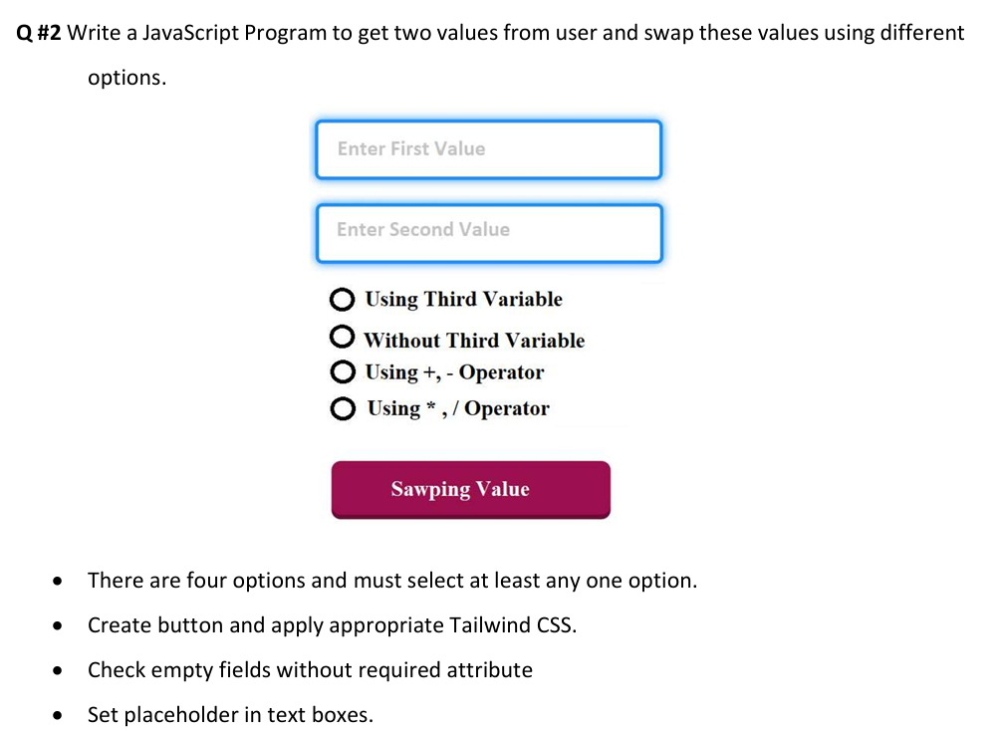 Q #2 Write a JavaScript Program to get two values from user and swap these values using different
options.
Enter First Value
Enter Second Value
Using Third Variable
Without Third Variable
Using +, - Operator
Using * , / Operator
Sawping Value
• There are four options and must select at least any one option.
• Create button and apply appropriate Tailwind CSS.
• Check empty fields without required attribute
• Set placeholder in text boxes.